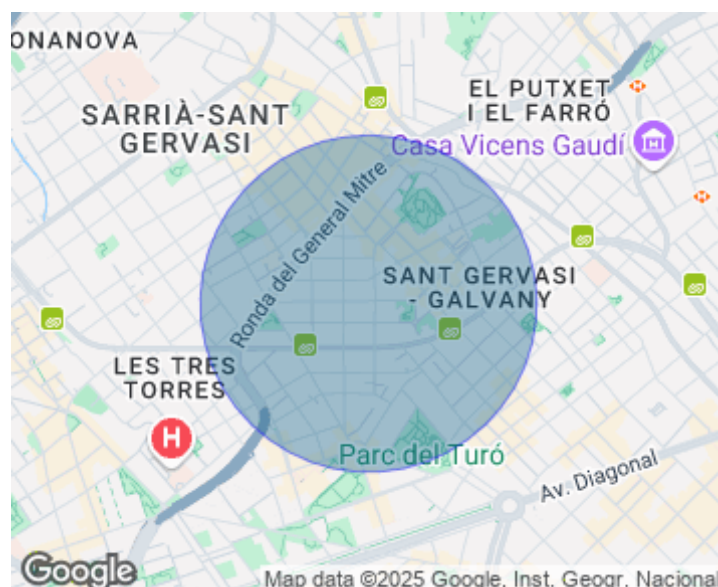 ONANOVA
EL PUTXET
I EL FARRÓ
SARRIÀ-SANT
GERVASI
Casa Vicens Gaudí
Ronda del General Mitre
SANT GERVASI
- GALVANY
LES TRES
TORRES
H
Parc del Turó
Av. Diagonal
Google
Map data ©2025 Google, Inst. Geogr. Nacional